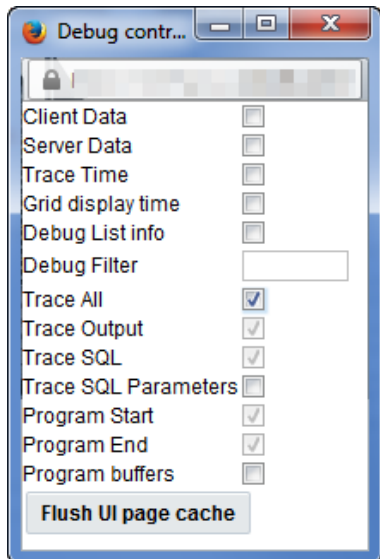 Debug contr...
Client Data
Server Data
Trace Time
Grid display time
Debug List info
Debug Filter
Trace All
Trace Output
Trace SQL
Trace SQL Parameters
Program Start
Program End
Program buffers
Flush UI page cache